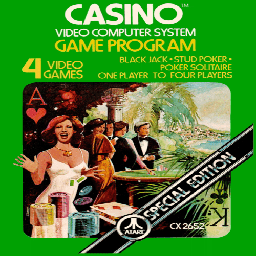 CASINO™
VIDEO COMPUTER SYSTEM
GAME PROGRAM
4 VIDEO
GAMES
BLACK JACK • STUD POKER •
POKER SOLITAIRE
ONE PLAYER TO FOUR PLAYERS
A
SPECIAL EDITION
K
ATARI
CX2652